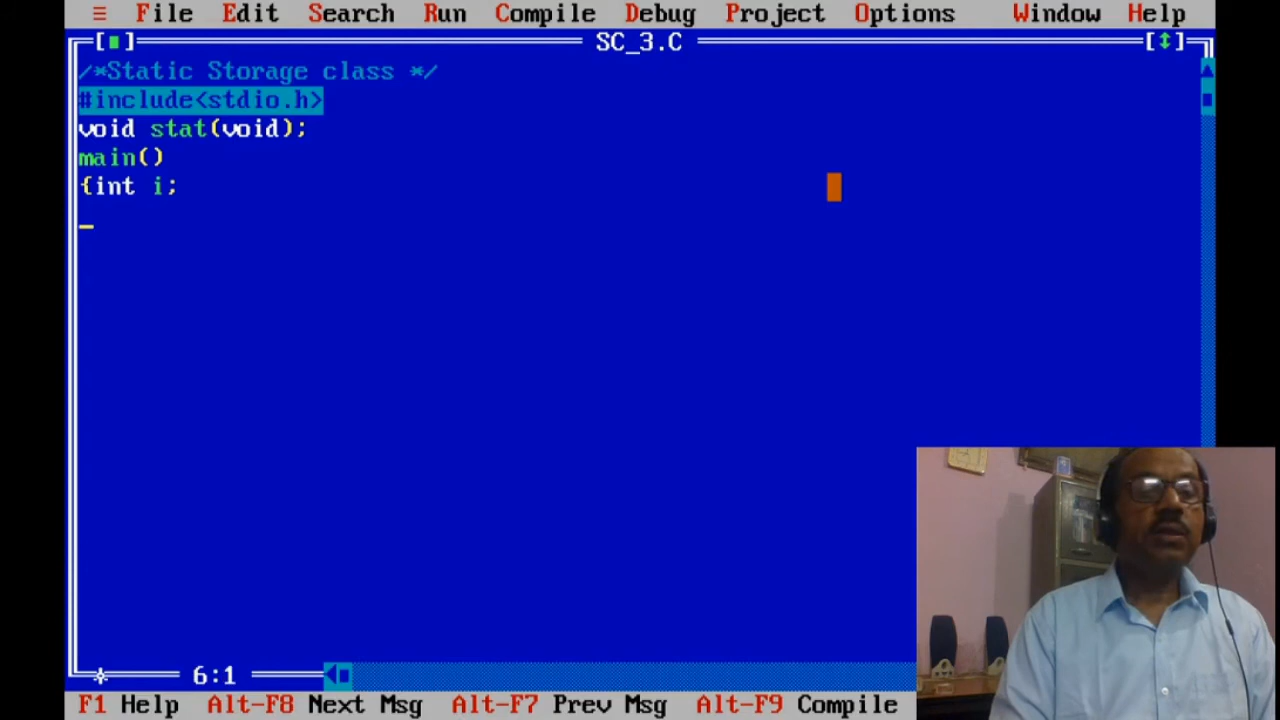 ≡ File Edit Search Run Compile Debug Project Options Window Help
[■] SC_3.C [↕]
/*Static Storage class */
#include<stdio.h>
void stat(void);
main()
{int i;
6:1
F1 Help Alt-F8 Next Msg Alt-F7 Prev Msg Alt-F9 Compile